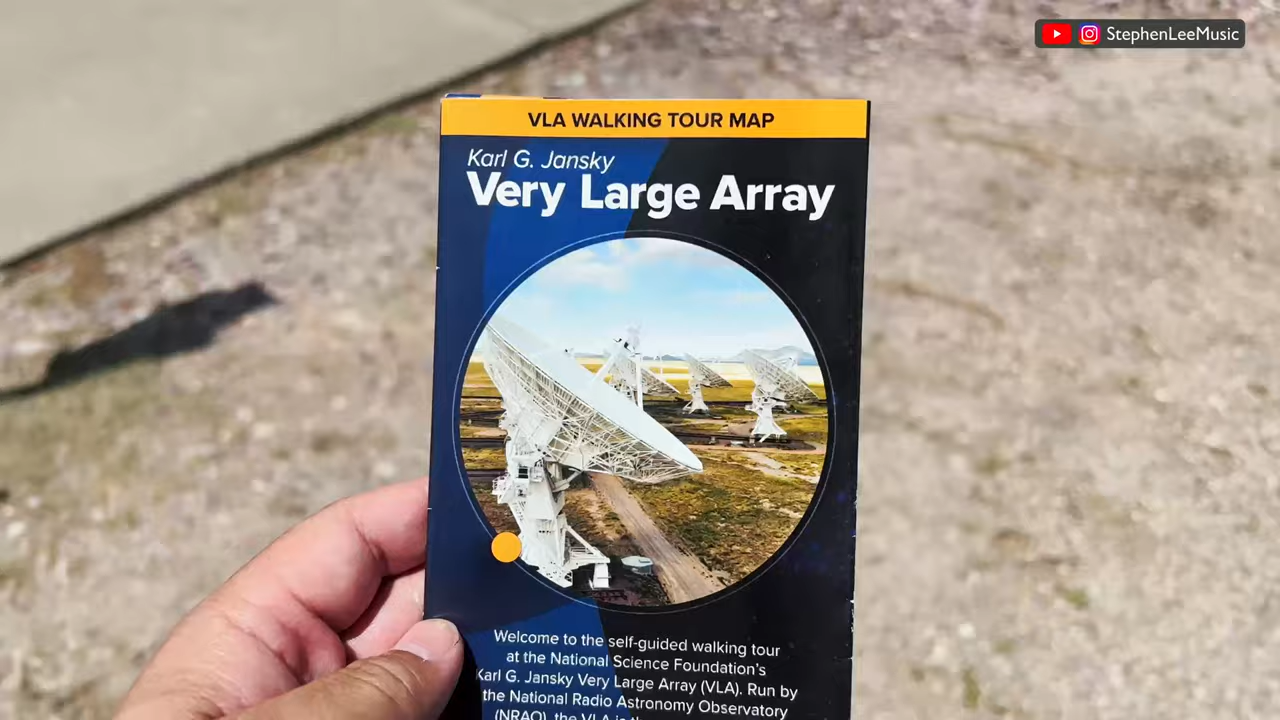 StephenLeeMusic
VLA WALKING TOUR MAP
Karl G. Jansky
Very Large Array
Welcome to the self-guided walking tour
at the National Science Foundation's
Karl G. Jansky Very Large Array (VLA). Run by
the National Radio Astronomy Observatory
(NRAO), the VLA is